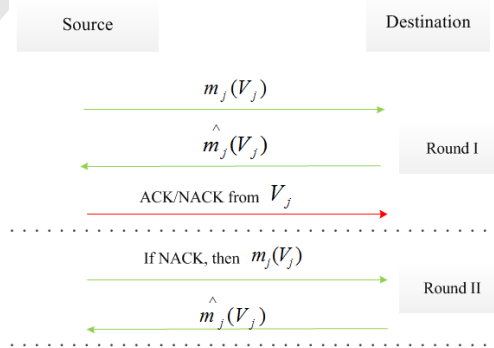 Source
Destination
m_j(V_j)
m̂_j(V_j)
Round I
ACK/NACK from V_j
If NACK, then m_j(V_j)
Round II
m̂_j(V_j)